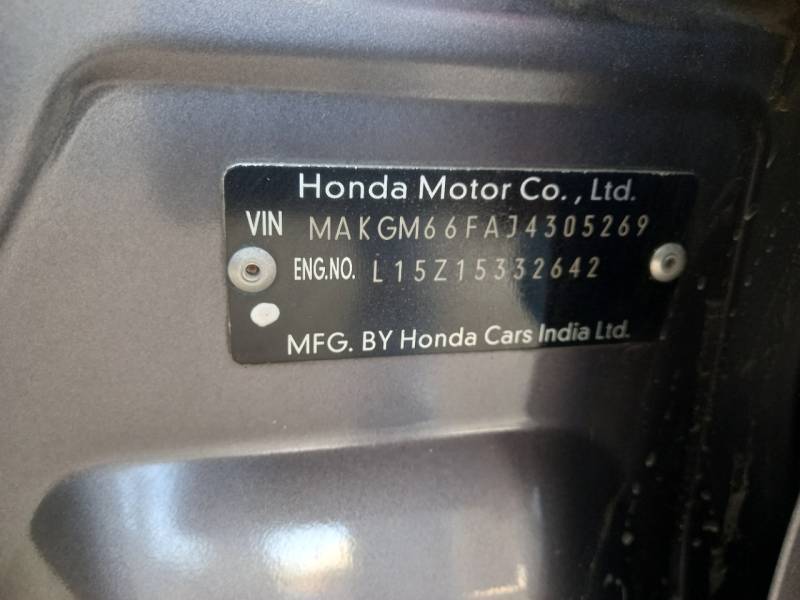 Honda Motor Co., Ltd.
VIN MAKGM66FAJ4305269
ENG.NO. L15Z15332642
MFG. BY Honda Cars India Ltd.